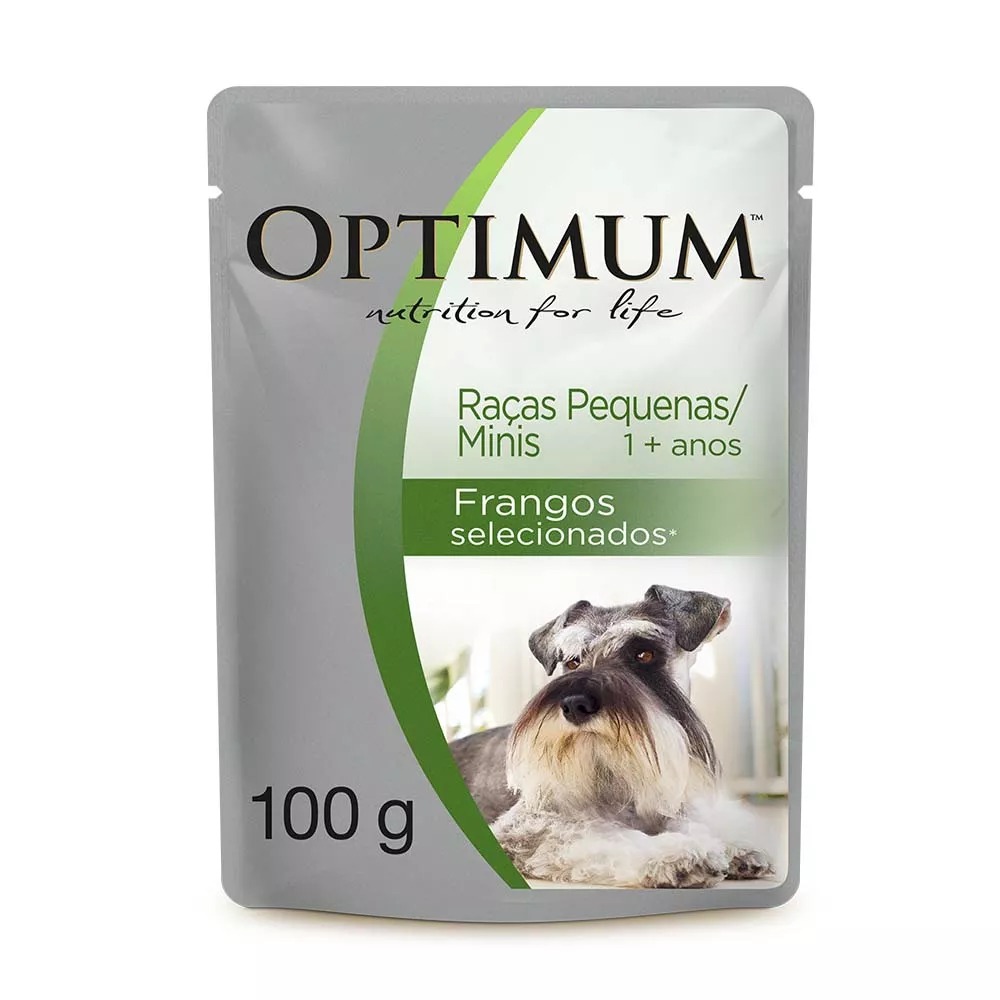 OPTIMUM™
nutrition for life
Raças Pequenas/
Minis 1 + anos
Frangos
selecionados*
100 g